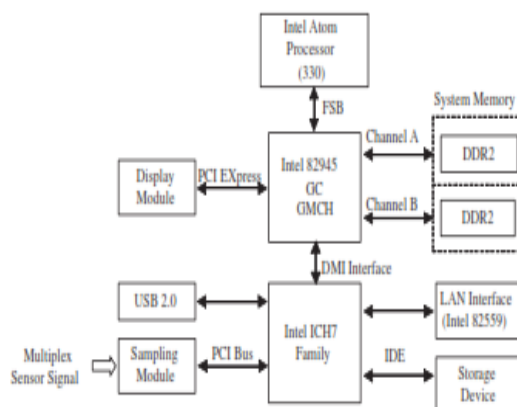 Intel Atom
Processor
(330)
FSB
System Memory
Channel A
DDR2
Intel 82945
GC
GMCH
PCI EXpress
Display
Module
Channel B
DDR2
DMI Interface
USB 2.0
LAN Interface
(Intel 82559)
Intel ICH7
Family
Multiplex
Sensor Signal
Sampling
Module
PCI Bus
IDE
Storage
Device